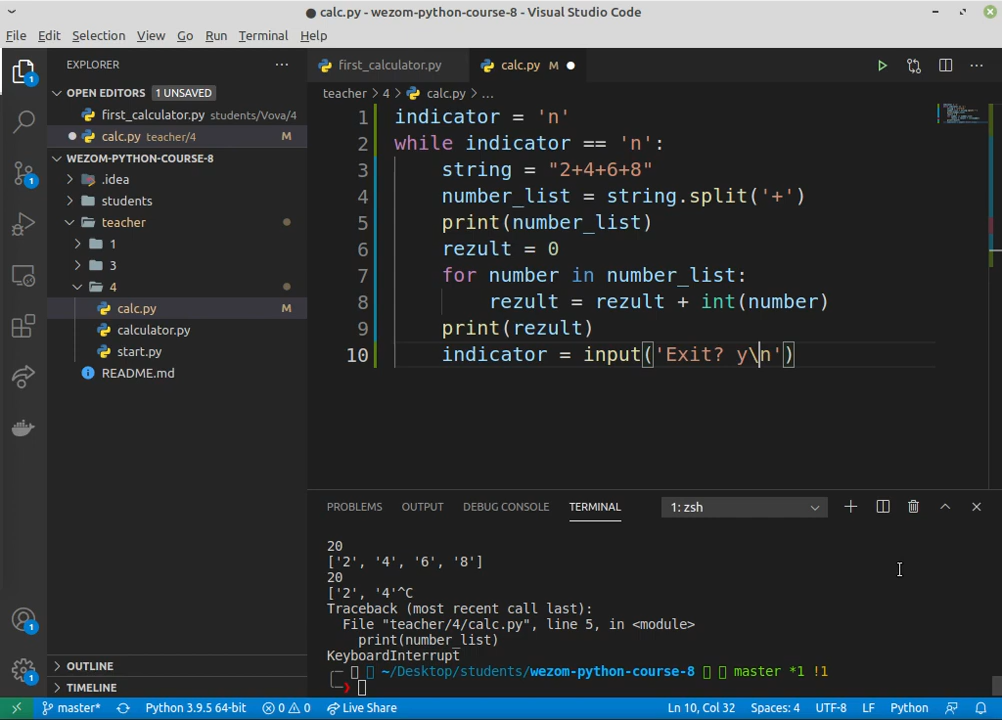 calc.py - wezom-python-course-8 - Visual Studio Code
File Edit Selection View Go Run Terminal Help
EXPLORER
OPEN EDITORS 1 UNSAVED
first_calculator.py students/Vova/4
calc.py teacher/4 M
WEZOM-PYTHON-COURSE-8
.idea
students
teacher
1
3
4
calc.py M
calculator.py
start.py
README.md
OUTLINE
TIMELINE
first_calculator.py calc.py M
teacher > 4 > calc.py > ...
1 indicator = 'n'
2 while indicator == 'n':
3 string = "2+4+6+8"
4 number_list = string.split('+')
5 print(number_list)
6 rezult = 0
7 for number in number_list:
8 rezult = rezult + int(number)
9 print(rezult)
10 indicator = input('Exit? y\n')
PROBLEMS OUTPUT DEBUG CONSOLE TERMINAL 1: zsh
20
['2', '4', '6', '8']
20
['2', '4'^C
Traceback (most recent call last):
File "teacher/4/calc.py", line 5, in <module>
print(number_list)
KeyboardInterrupt
~/Desktop/students/wezom-python-course-8 master *1 !1
1
1
1
1
master* Python 3.9.5 64-bit 0 0 Live Share Ln 10, Col 32 Spaces: 4 UTF-8 LF Python